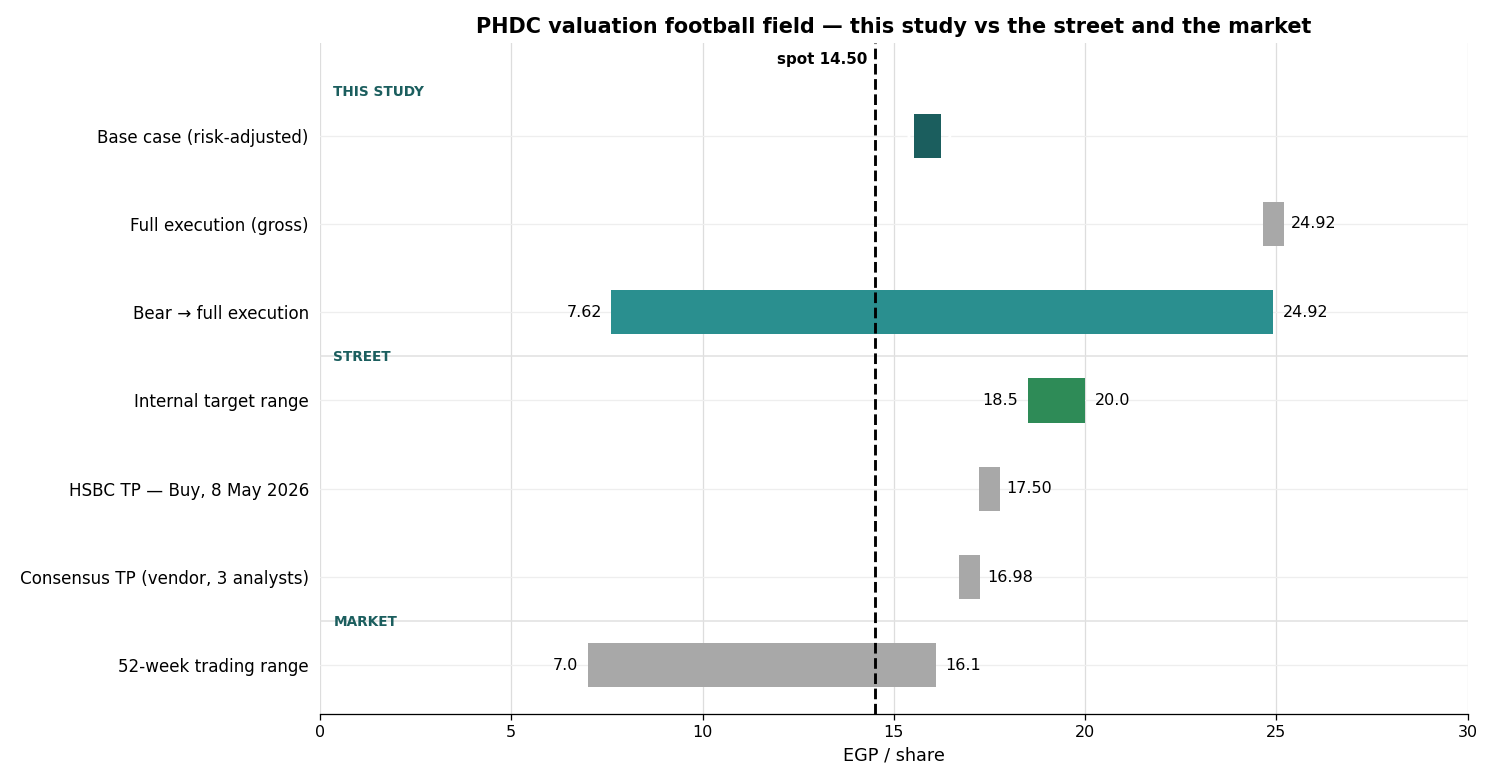 PHDC valuation football field — this study vs the street and the market
spot 14.50
THIS STUDY
Base case (risk-adjusted)
Full execution (gross)
24.92
Bear → full execution
7.62
24.92
STREET
Internal target range
18.5
20.0
HSBC TP — Buy, 8 May 2026
17.50
Consensus TP (vendor, 3 analysts)
16.98
MARKET
52-week trading range
7.0
16.1
0
5
10
15
20
25
30
EGP / share